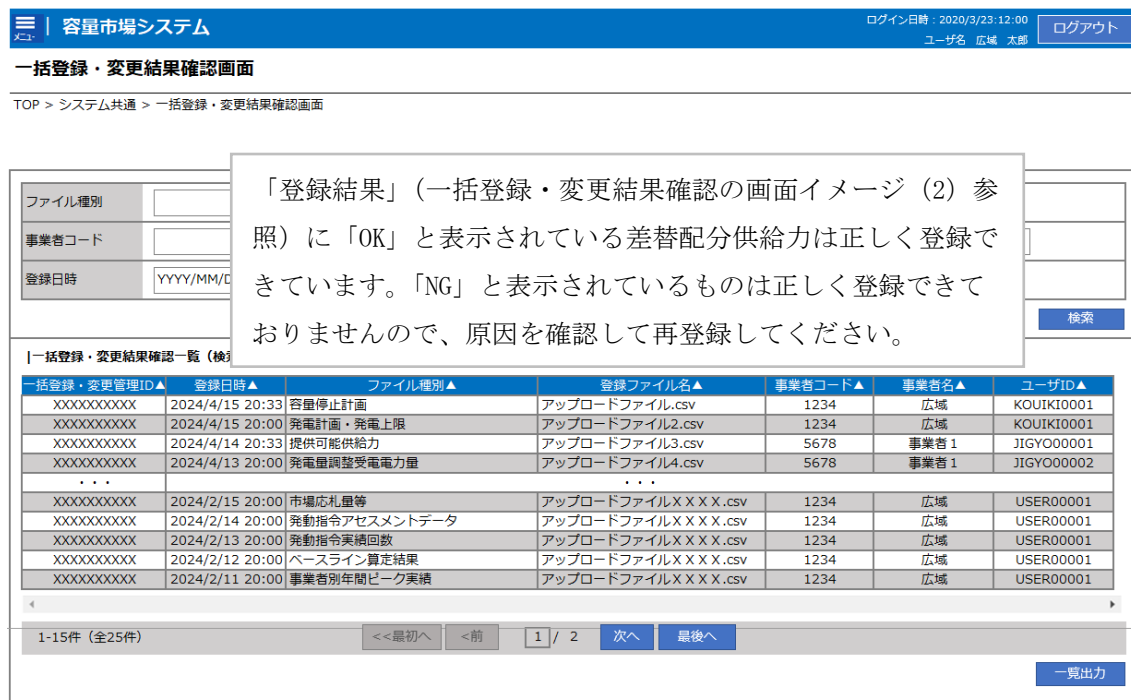 メニュー 容量市場システム ログイン日時:2020/3/23:12:00 ログアウト
ユーザ名 広域 太郎
一括登録・変更結果確認画面
TOP > システム共通 > 一括登録・変更結果確認画面
「登録結果」(一括登録・変更結果確認の画面イメージ(2)参
照)に「OK」と表示されている差替配分供給力は正しく登録で
きています。「NG」と表示されているものは正しく登録できて
おりませんので、原因を確認して再登録してください。
ファイル種別
事業者コード
登録日時 YYYY/MM/D
検索
|一括登録・変更結果確認一覧(検
一括登録・変更管理ID▲ 登録日時▲ ファイル種別▲ 登録ファイル名▲ 事業者コード▲ 事業者名▲ ユーザID▲
XXXXXXXXXX 2024/4/15 20:33 容量停止計画 アップロードファイル.csv 1234 広域 KOUIKI0001
XXXXXXXXXX 2024/4/15 20:00 発電計画・発電上限 アップロードファイル2.csv 1234 広域 KOUIKI0001
XXXXXXXXXX 2024/4/14 20:33 提供可能供給力 アップロードファイル3.csv 5678 事業者1 JIGYO00001
XXXXXXXXXX 2024/4/13 20:00 発電量調整受電電力量 アップロードファイル4.csv 5678 事業者1 JIGYO00002
・・・ ・・・
XXXXXXXXXX 2024/2/15 20:00 市場応札量等 アップロードファイルXXXX.csv 1234 広域 USER00001
XXXXXXXXXX 2024/2/14 20:00 発動指令アセスメントデータ アップロードファイルXXXX.csv 1234 広域 USER00001
XXXXXXXXXX 2024/2/13 20:00 発動指令実績回数 アップロードファイルXXXX.csv 1234 広域 USER00001
XXXXXXXXXX 2024/2/12 20:00 ベースライン算定結果 アップロードファイルXXXX.csv 1234 広域 USER00001
XXXXXXXXXX 2024/2/11 20:00 事業者別年間ピーク実績 アップロードファイルXXXX.csv 1234 広域 USER00001
1-15件(全25件) <<最初へ <前 1 / 2 次へ 最後へ
一覧出力